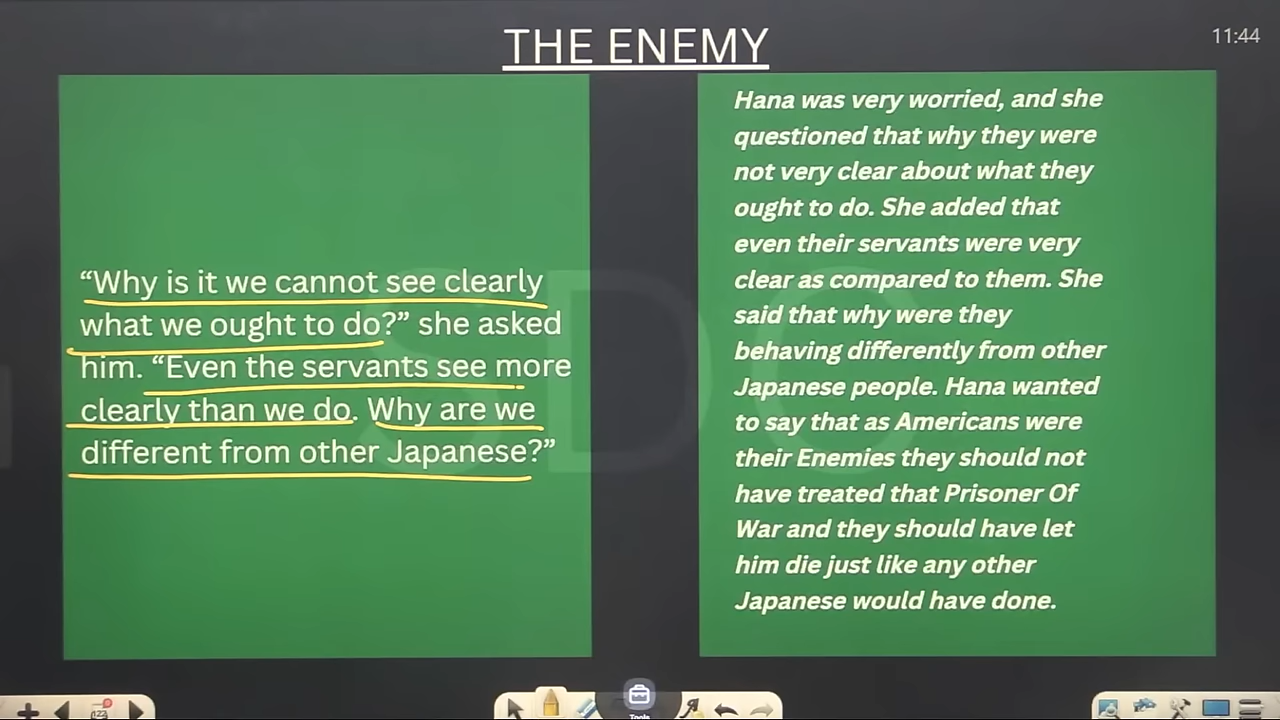 THE ENEMY
11:44
“Why is it we cannot see clearly
what we ought to do?” she asked
him. “Even the servants see more
clearly than we do. Why are we
different from other Japanese?”
Hana was very worried, and she
questioned that why they were
not very clear about what they
ought to do. She added that
even their servants were very
clear as compared to them. She
said that why were they
behaving differently from other
Japanese people. Hana wanted
to say that as Americans were
their Enemies they should not
have treated that Prisoner Of
War and they should have let
him die just like any other
Japanese would have done.
SDC
Tools